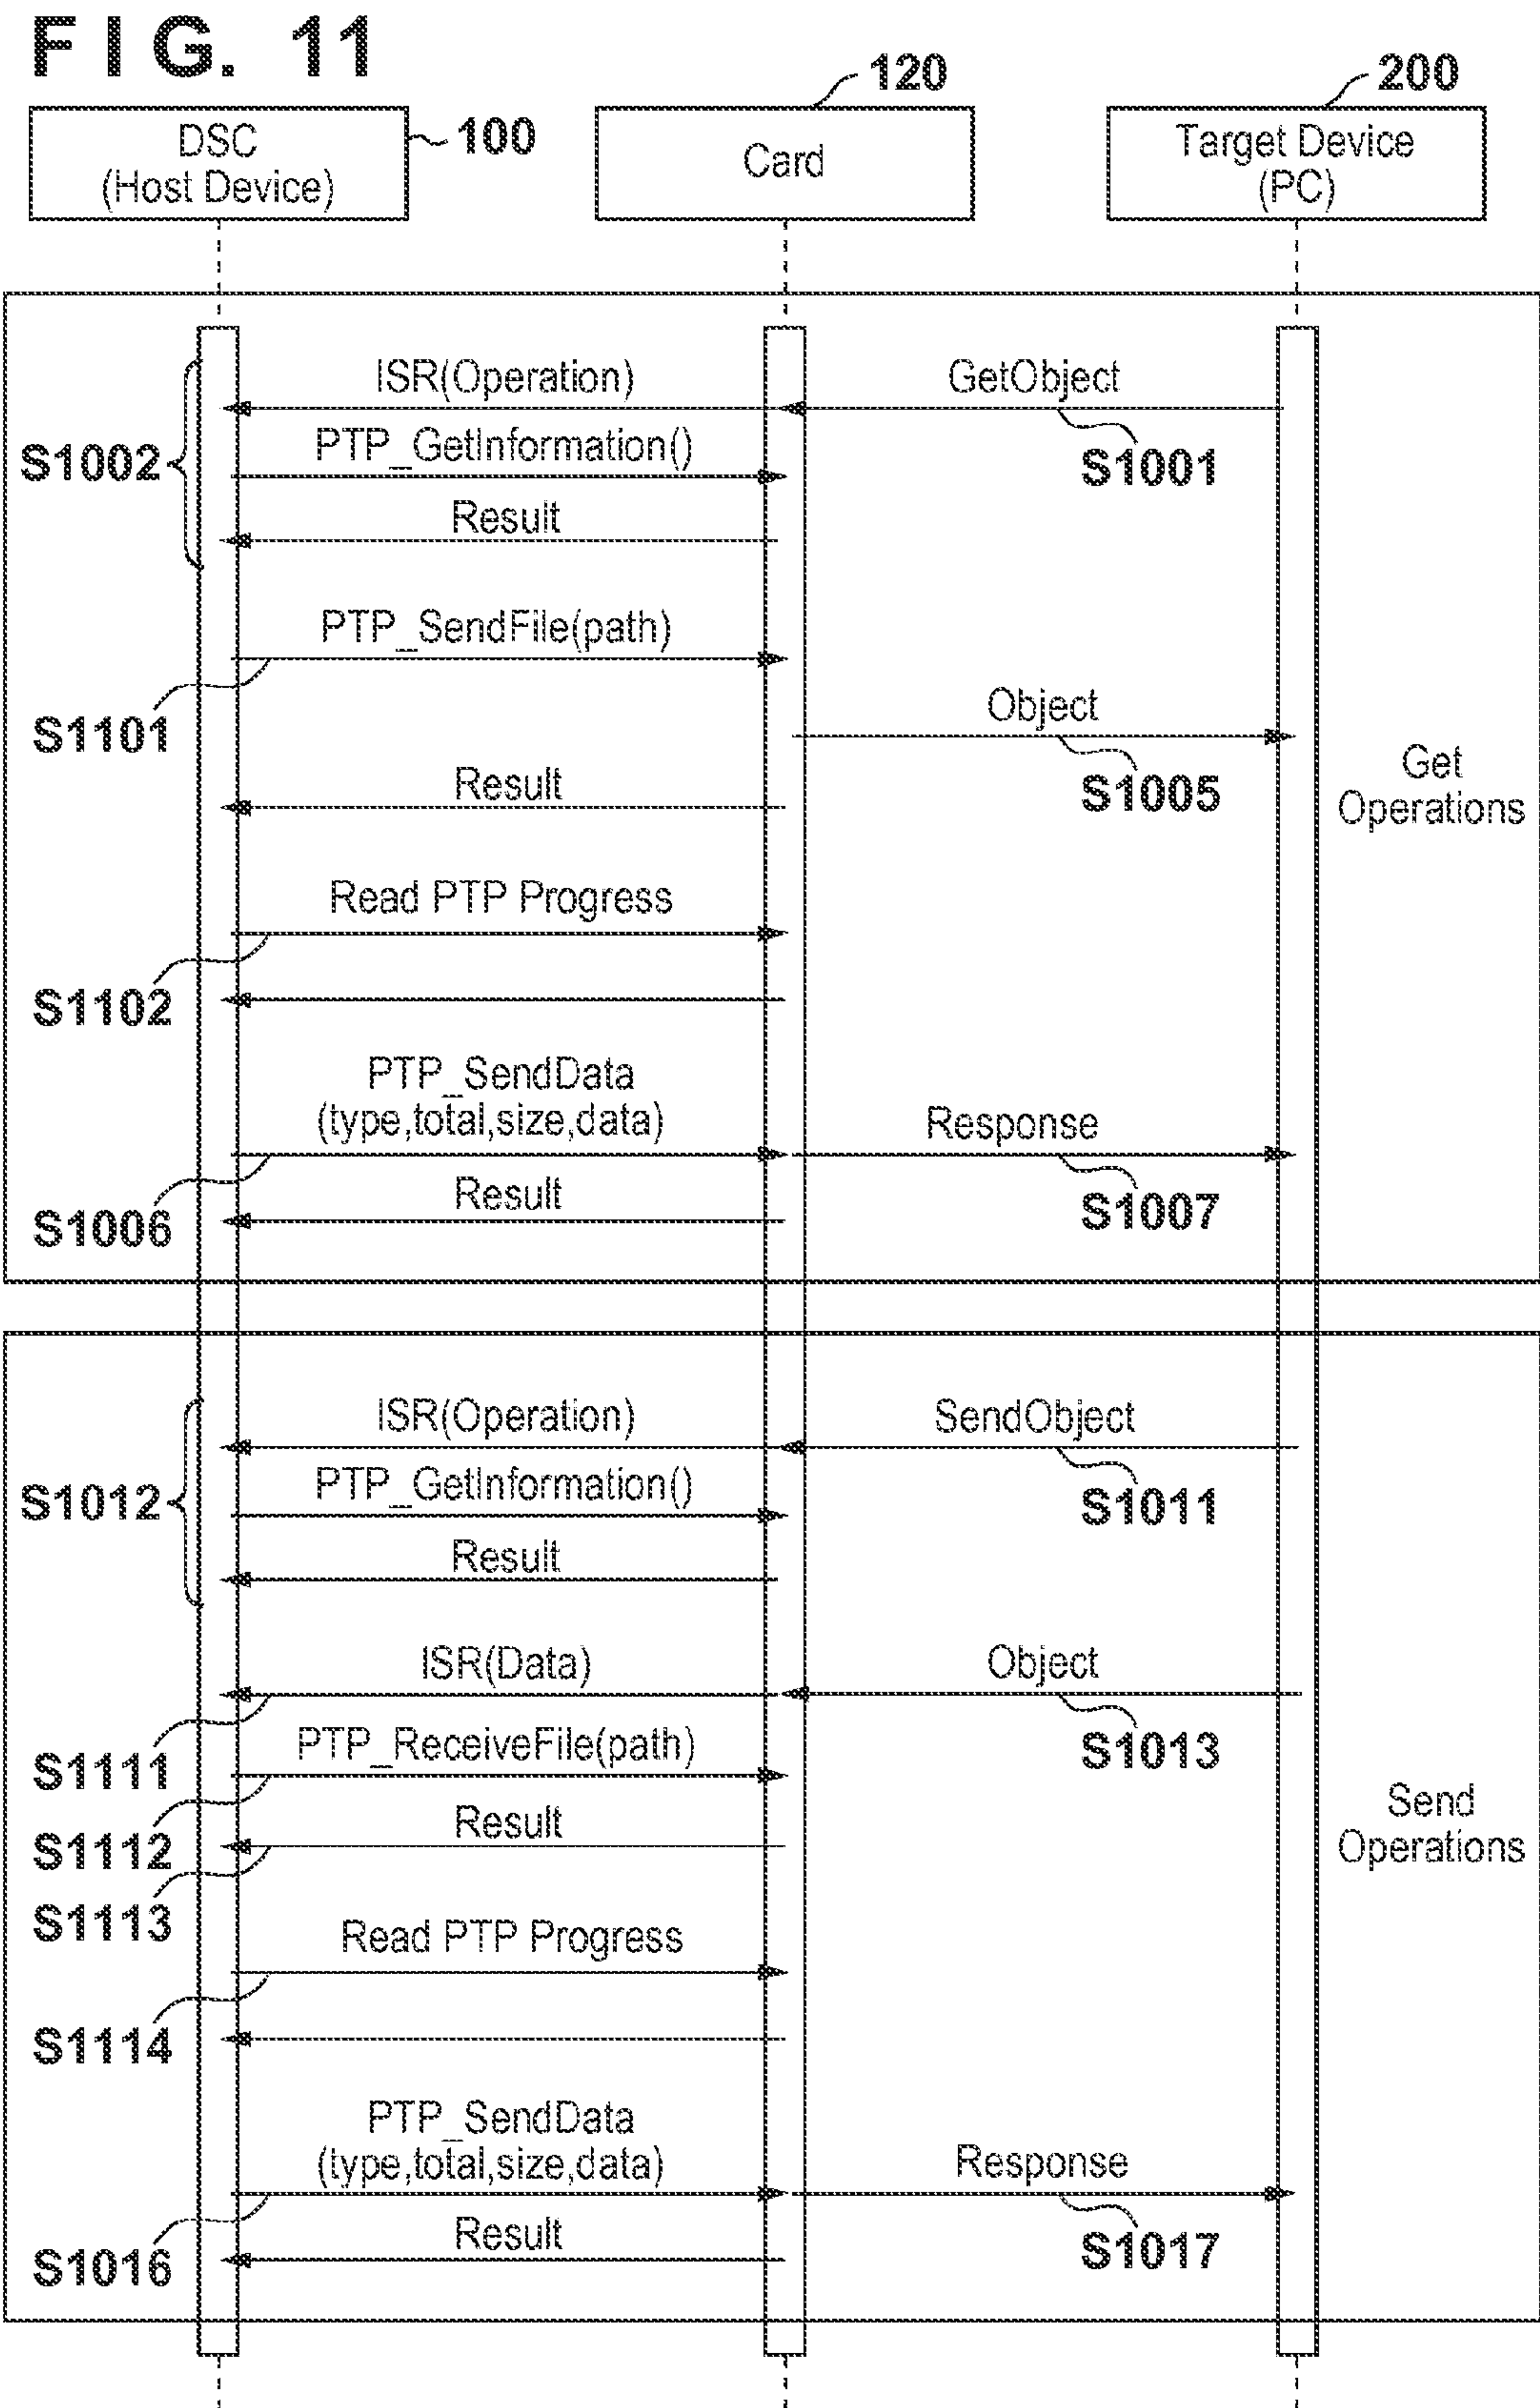 FIG. 11
120
200
DSC
(Host Device)
100
Card
Target Device
(PC)
ISR(Operation)
GetObject
S1002
PTP_GetInformation()
S1001
Result
PTP_SendFile(path)
S1101
Object
Result
S1005
Get
Operations
Read PTP Progress
S1102
PTP_SendData
(type,total,size,data)
Response
S1006
Result
S1007
ISR(Operation)
SendObject
S1012
PTP_GetInformation()
S1011
Result
ISR(Data)
Object
S1111
PTP_ReceiveFile(path)
S1013
S1112
Result
Send
Operations
S1113
Read PTP Progress
S1114
PTP_SendData
(type,total,size,data)
Response
S1016
Result
S1017